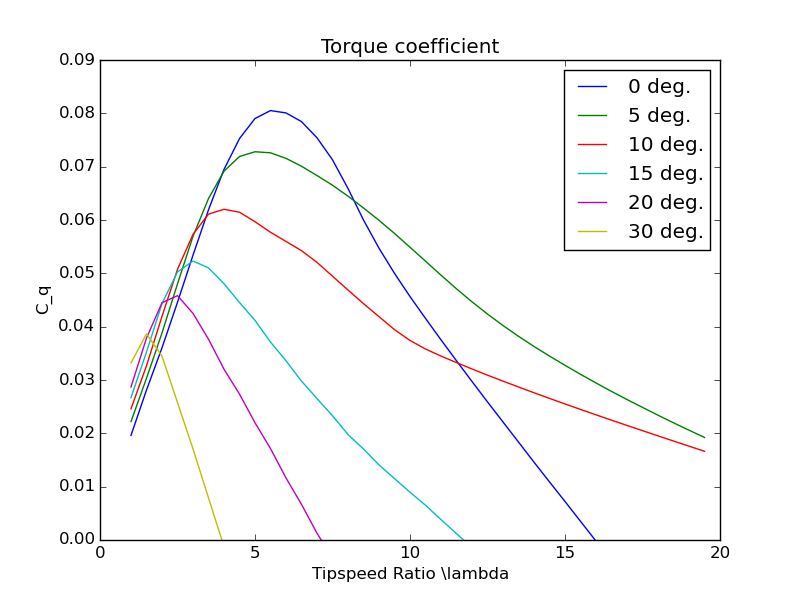 Torque coefficient
0.09
0.08
0.07
0.06
0.05
0.04
0.03
0.02
0.01
0.00
C_q
0 deg.
5 deg.
10 deg.
15 deg.
20 deg.
30 deg.
0
5
10
15
20
Tipspeed Ratio \lambda